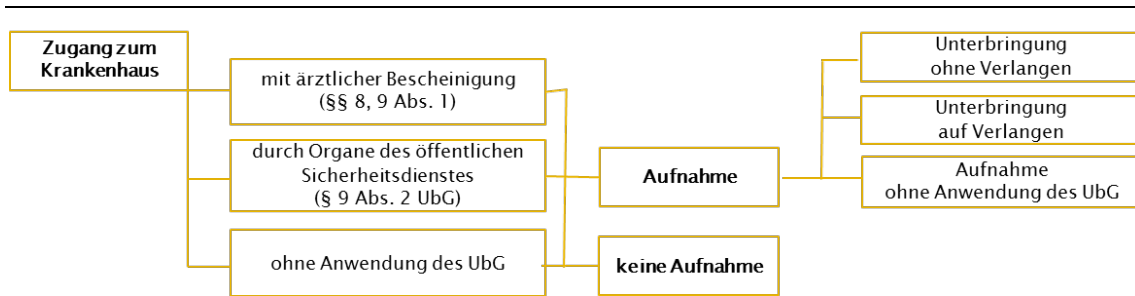 Zugang zum
Krankenhaus
mit ärztlicher Bescheinigung
(§§ 8, 9 Abs. 1)
durch Organe des öffentlichen
Sicherheitsdienstes
(§ 9 Abs. 2 UbG)
ohne Anwendung des UbG
Aufnahme
keine Aufnahme
Unterbringung
ohne Verlangen
Unterbringung
auf Verlangen
Aufnahme
ohne Anwendung des UbG